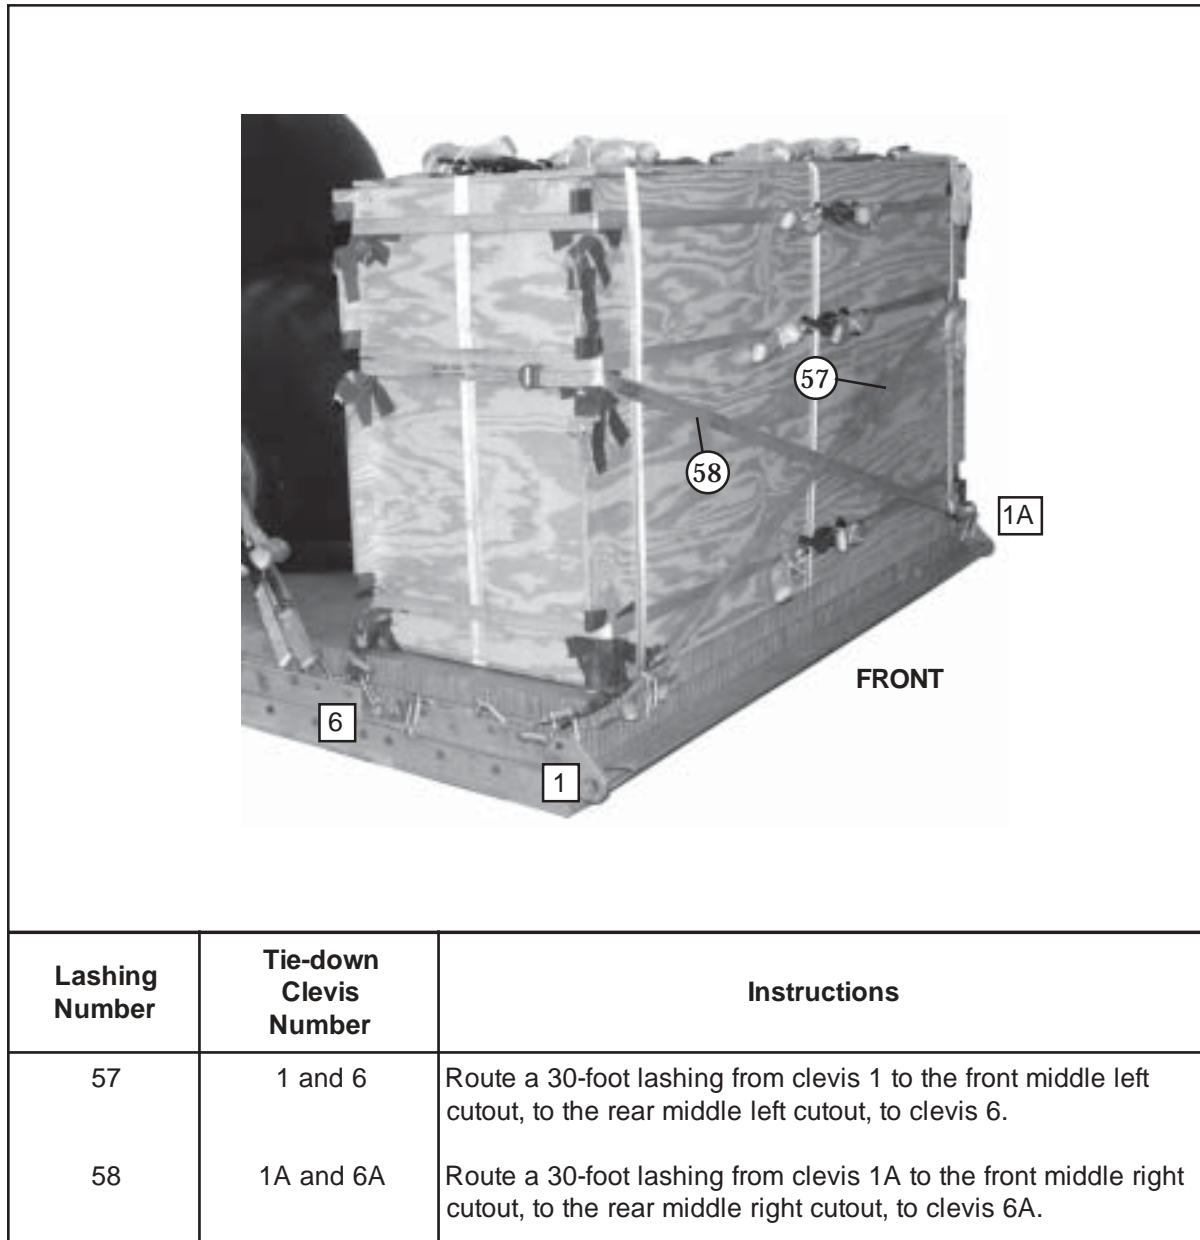 57
58
1A
FRONT
6
1
Lashing Number
Tie-down Clevis Number
Instructions
57
1 and 6
Route a 30-foot lashing from clevis 1 to the front middle left
cutout, to the rear middle left cutout, to clevis 6.
58
1A and 6A
Route a 30-foot lashing from clevis 1A to the front middle right
cutout, to the rear middle right cutout, to clevis 6A.